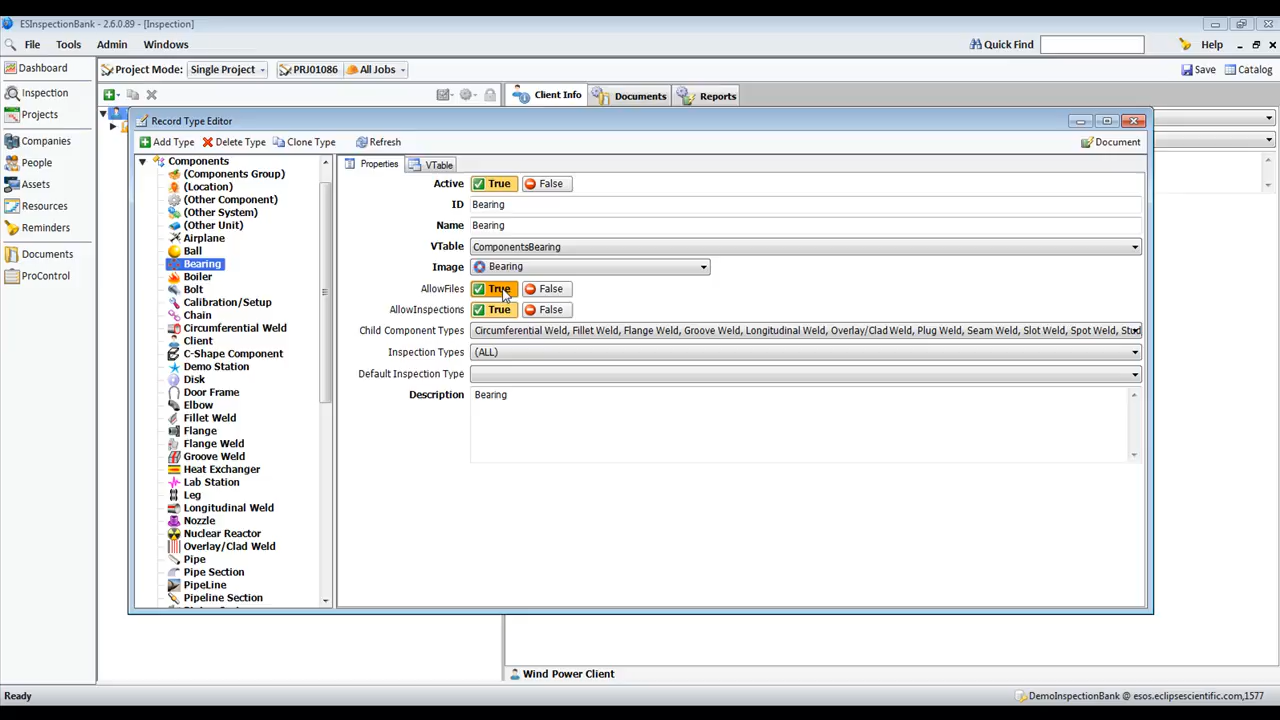 ESInspectionBank - 2.6.0.89 - [Inspection]
File Tools Admin Windows Quick Find Help
Dashboard
Inspection
Projects
Companies
People
Assets
Resources
Reminders
Documents
ProControl
Project Mode: Single Project PRJ01086 All Jobs Save Catalog
Client Info Documents Reports
Record Type Editor
Add Type Delete Type Clone Type Refresh Document
Components
(Components Group)
(Location)
(Other Component)
(Other System)
(Other Unit)
Airplane
Ball
Bearing
Boiler
Bolt
Calibration/Setup
Chain
Circumferential Weld
Client
C-Shape Component
Demo Station
Disk
Door Frame
Elbow
Fillet Weld
Flange
Flange Weld
Groove Weld
Heat Exchanger
Lab Station
Leg
Longitudinal Weld
Nozzle
Nuclear Reactor
Overlay/Clad Weld
Pipe
Pipe Section
PipeLine
Pipeline Section
Properties VTable
Active True False
ID Bearing
Name Bearing
VTable ComponentsBearing
Image Bearing
AllowFiles True False
AllowInspections True False
Child Component Types Circumferential Weld, Fillet Weld, Flange Weld, Groove Weld, Longitudinal Weld, Overlay/Clad Weld, Plug Weld, Seam Weld, Slot Weld, Spot Weld,
Inspection Types (ALL)
Default Inspection Type
Description Bearing
Wind Power Client
Ready DemoInspectionBank @ esos.eclipsescientific.com,1577